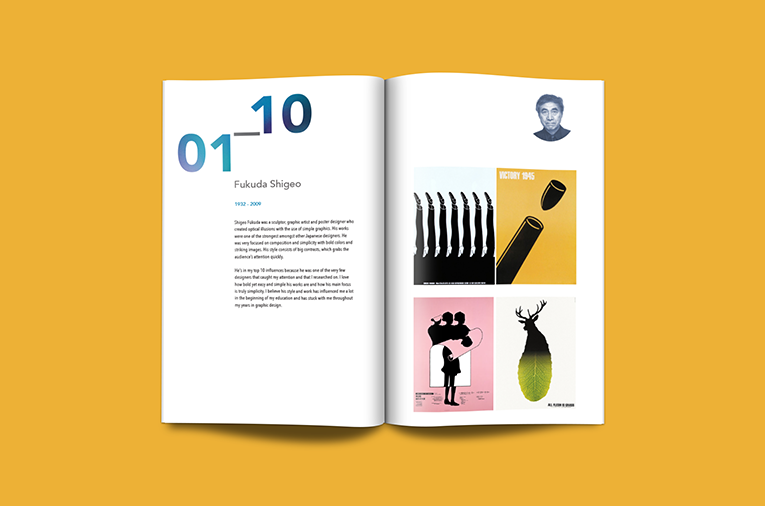 01_10
Fukuda Shigeo
1932 - 2009
Shigeo Fukuda was a sculptor, graphic artist and poster designer who
created optical illusions with the use of simple graphics. His works
were one of the strongest amongst other Japanese designers. He
was very focused on composition and simplicity with bold colors and
striking images. His style consists of big contracts, which grabs the
audience's attention quickly.
He's in my top 10 influences because he was one of the very few
designers that caught my attention and that I researched on. I love
how bold yet easy and simple his works are and how his main focus
is truly simplicity. I believe his style and work has influenced me a lot
in the beginning of my education and has stuck with me throughout
my years in graphic design.
VICTORY 1945